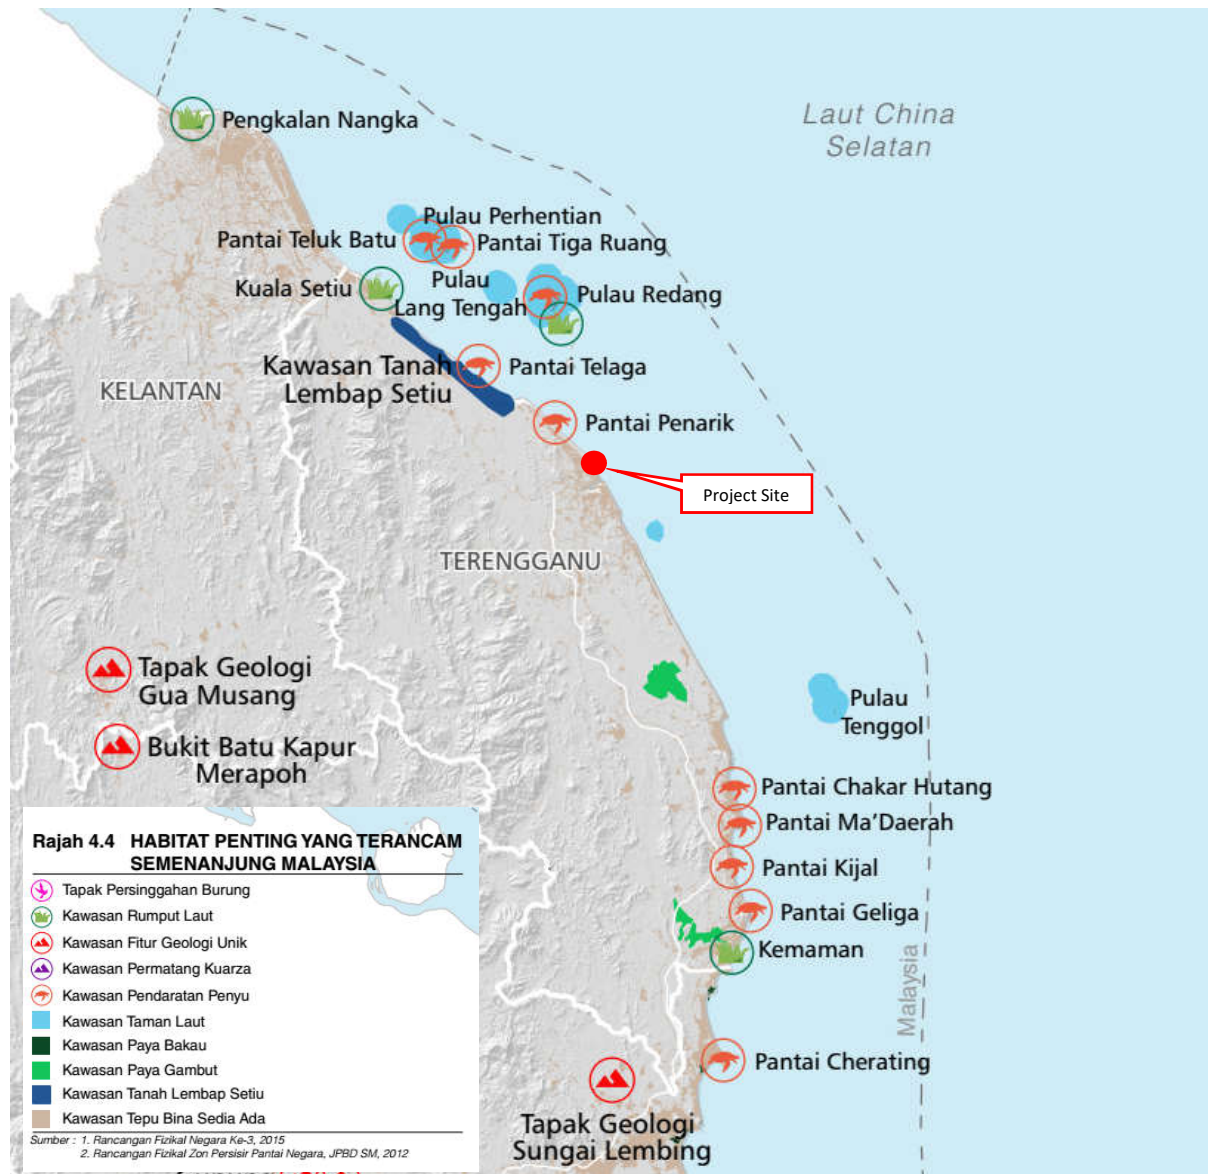 Laut China
Selatan
Pengkalan Nangka
Pulau Perhentian
Pantai Teluk Batu
Pantai Tiga Ruang
Kuala Setiu
Pulau
Lang Tengah
Pulau Redang
Kawasan Tanah
Lembap Setiu
Pantai Telaga
KELANTAN
Pantai Penarik
Project Site
TERENGGANU
Tapak Geologi
Gua Musang
Bukit Batu Kapur
Merapoh
Pulau
Tenggol
Pantai Chakar Hutang
Pantai Ma'Daerah
Pantai Kijal
Pantai Geliga
Kemaman
Malaysia
Pantai Cherating
Tapak Geologi
Sungai Lembing
Rajah 4.4 HABITAT PENTING YANG TERANCAM
SEMENANJUNG MALAYSIA
Tapak Persinggahan Burung
Kawasan Rumput Laut
Kawasan Fitur Geologi Unik
Kawasan Permatang Kuarza
Kawasan Pendaratan Penyu
Kawasan Taman Laut
Kawasan Paya Bakau
Kawasan Paya Gambut
Kawasan Tanah Lembap Setiu
Kawasan Tepu Bina Sedia Ada
Sumber : 1. Rancangan Fizikal Negara Ke-3, 2015
2. Rancangan Fizikal Zon Persisir Pantai Negara, JPBD SM, 2012